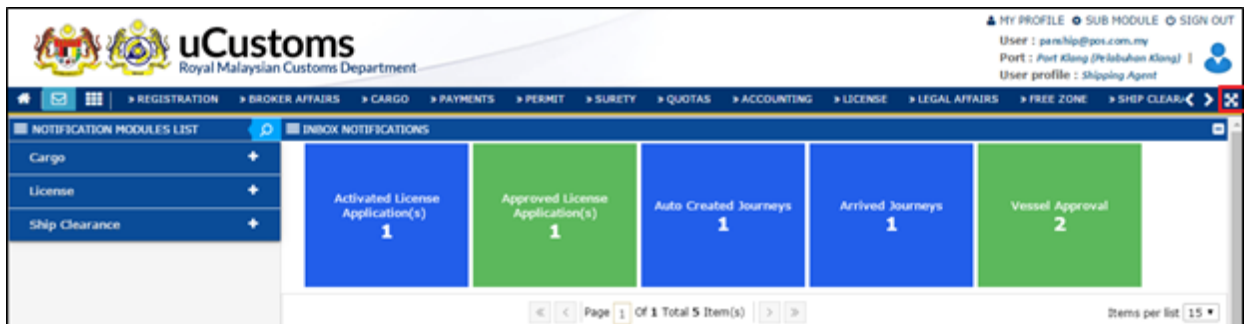 MY PROFILE SUB MODULE SIGN OUT
uCustoms
Royal Malaysian Customs Department
User : panship@pos.com.my
Port : Port Klang (Pelabuhan Klang) |
User profile : Shipping Agent
REGISTRATION BROKER AFFAIRS CARGO PAYMENTS PERMIT SURETY QUOTAS ACCOUNTING LICENSE LEGAL AFFAIRS FREE ZONE SHIP CLEAR
NOTIFICATION MODULES LIST
INBOX NOTIFICATIONS
Cargo
License
Ship Clearance
Activated License
Application(s)
1
Approved License
Application(s)
1
Auto Created Journeys
1
Arrived Journeys
1
Vessel Approval
2
« < Page 1 Of 1 Total 5 Item(s) > »
Items per list 15